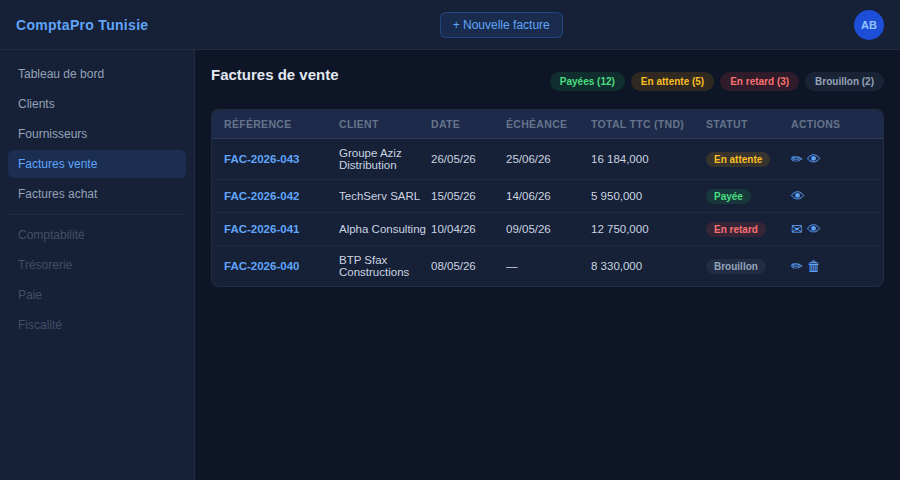 ComptaPro Tunisie
+ Nouvelle facture
AB
Tableau de bord
Clients
Fournisseurs
Factures vente
Factures achat
Comptabilité
Trésorerie
Paie
Fiscalité
Factures de vente
Payées (12) En attente (5) En retard (3) Brouillon (2)
RÉFÉRENCE CLIENT DATE ÉCHÉANCE TOTAL TTC (TND) STATUT ACTIONS
FAC-2026-043 Groupe Aziz Distribution 26/05/26 25/06/26 16 184,000 En attente
FAC-2026-042 TechServ SARL 15/05/26 14/06/26 5 950,000 Payée
FAC-2026-041 Alpha Consulting 10/04/26 09/05/26 12 750,000 En retard
FAC-2026-040 BTP Sfax Constructions 08/05/26 — 8 330,000 Brouillon